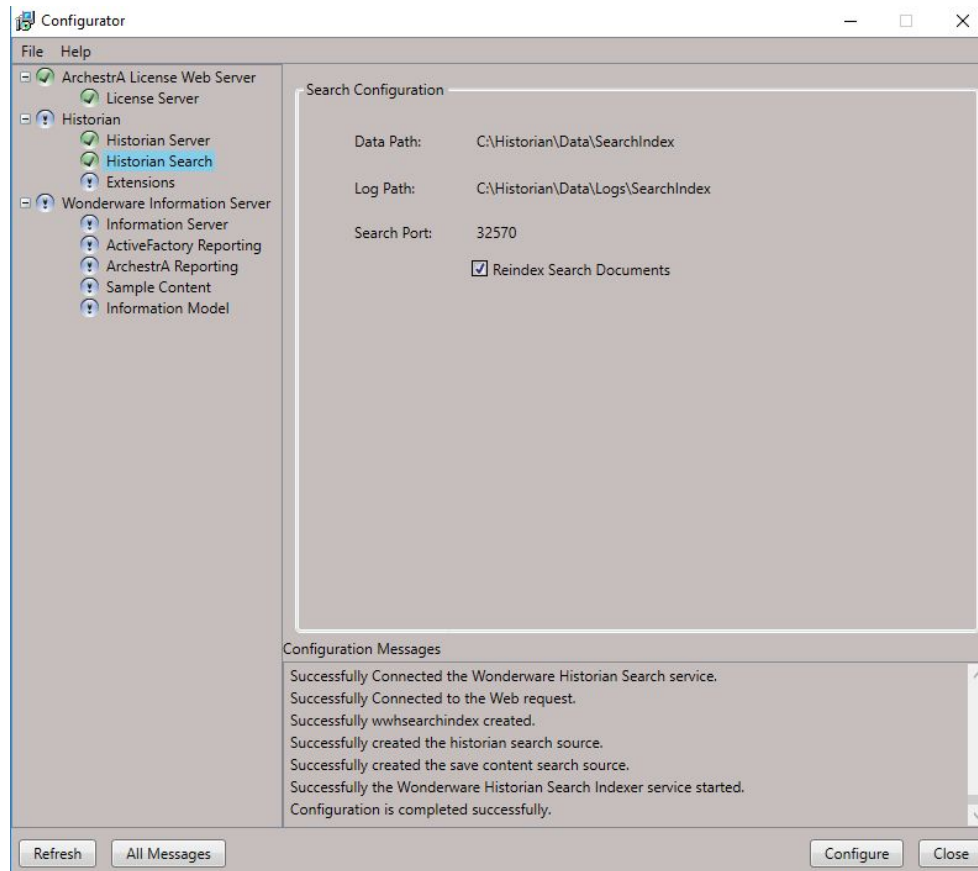 Configurator
File Help
ArchestrA License Web Server
License Server
Historian
Historian Server
Historian Search
Extensions
Wonderware Information Server
Information Server
ActiveFactory Reporting
ArchestrA Reporting
Sample Content
Information Model
Search Configuration
Data Path: C:\Historian\Data\SearchIndex
Log Path: C:\Historian\Data\Logs\SearchIndex
Search Port: 32570
Reindex Search Documents
Configuration Messages
Successfully Connected the Wonderware Historian Search service.
Successfully Connected to the Web request.
Successfully wwhsearchindex created.
Successfully created the historian search source.
Successfully created the save content search source.
Successfully the Wonderware Historian Search Indexer service started.
Configuration is completed successfully.
Refresh All Messages Configure Close